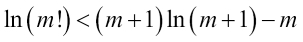 ln(m!) < (m+1)ln(m+1) − m